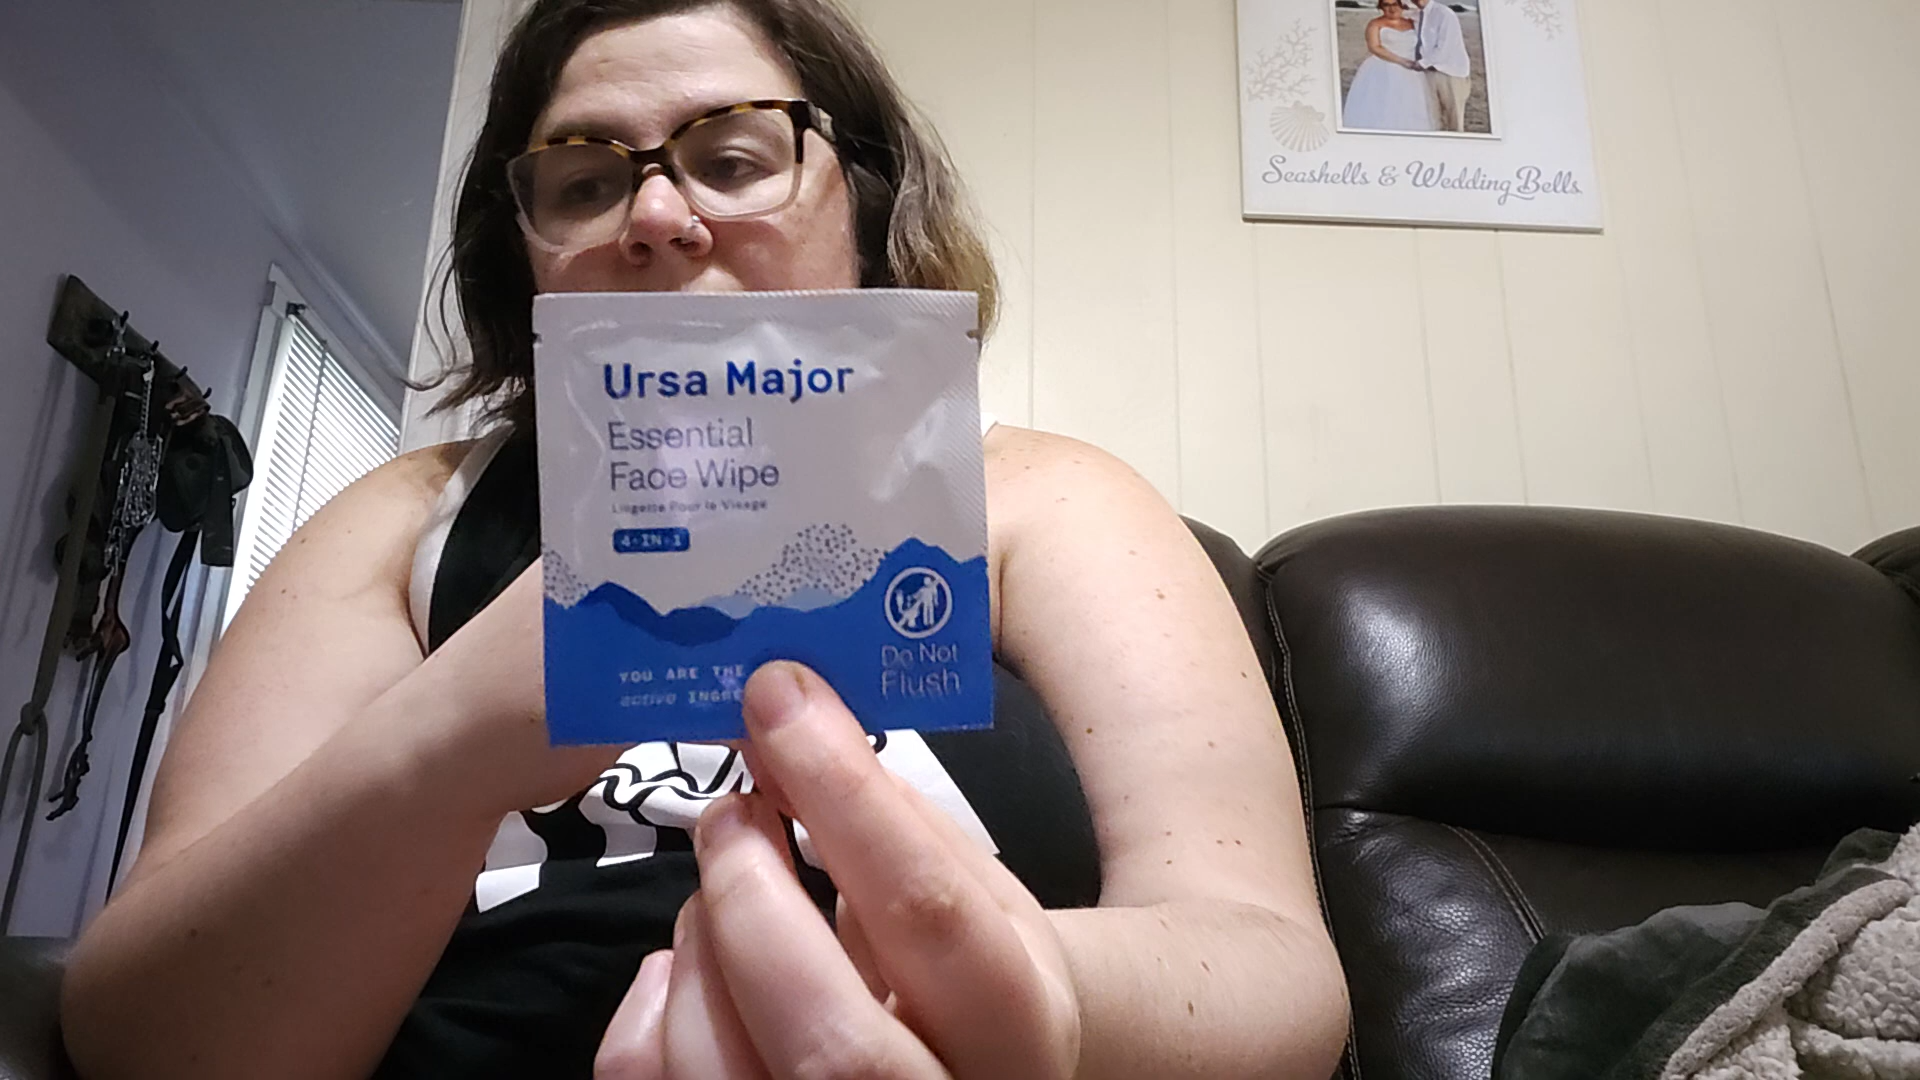 Seashells & Wedding Bells
Ursa Major
Essential
Face Wipe
Lingette Pour le Visage
4-IN-1
Do Not
Flush
YOU ARE THE
active